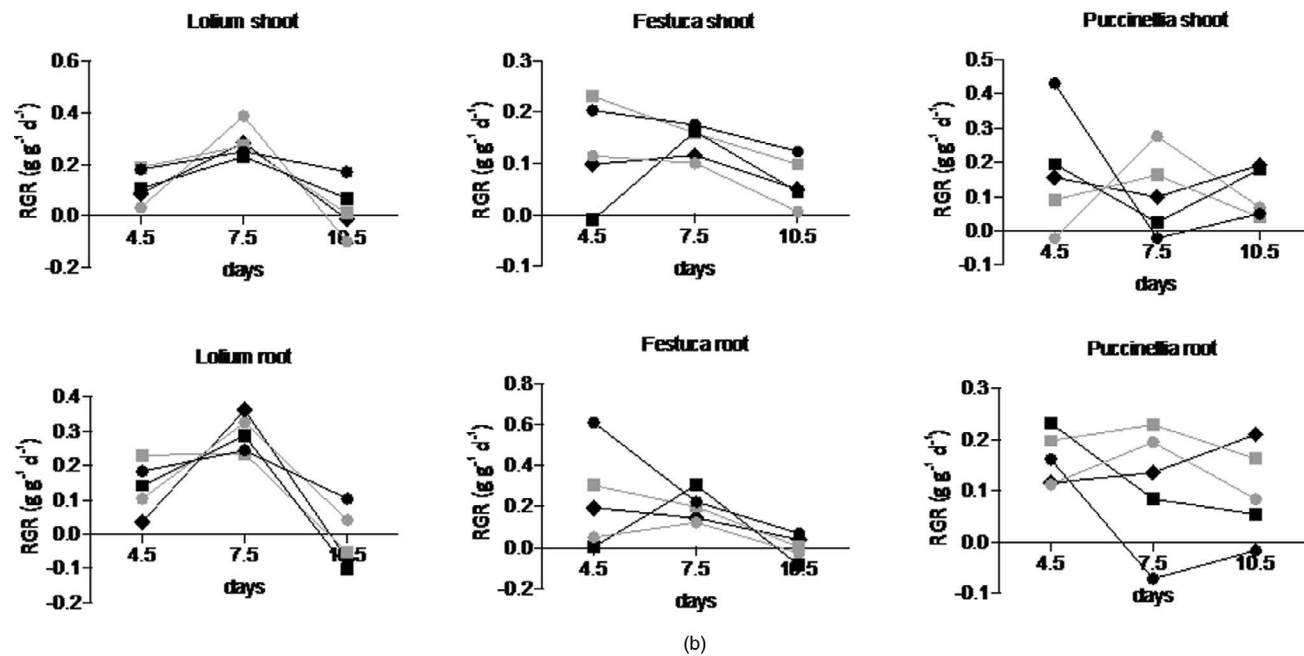 Lolium shoot
Festuca shoot
Puccinellia shoot
RGR (g g⁻¹ d⁻¹)
0.6
0.4
0.2
0.0
-0.2
4.5 7.5 10.5
days
RGR (g g⁻¹ d⁻¹)
0.3
0.2
0.1
0.0
-0.1
4.5 7.5 10.5
days
RGR (g g⁻¹ d⁻¹)
0.5
0.4
0.3
0.2
0.1
0.0
-0.1
4.5 7.5 10.5
days
Lolium root
Festuca root
Puccinellia root
RGR (g g⁻¹ d⁻¹)
0.4
0.3
0.2
0.1
0.0
-0.1
-0.2
4.5 7.5 10.5
days
RGR (g g⁻¹ d⁻¹)
0.8
0.6
0.4
0.2
0.0
-0.2
4.5 7.5 10.5
days
RGR (g g⁻¹ d⁻¹)
0.3
0.2
0.1
0.0
-0.1
4.5 7.5 10.5
days
(b)